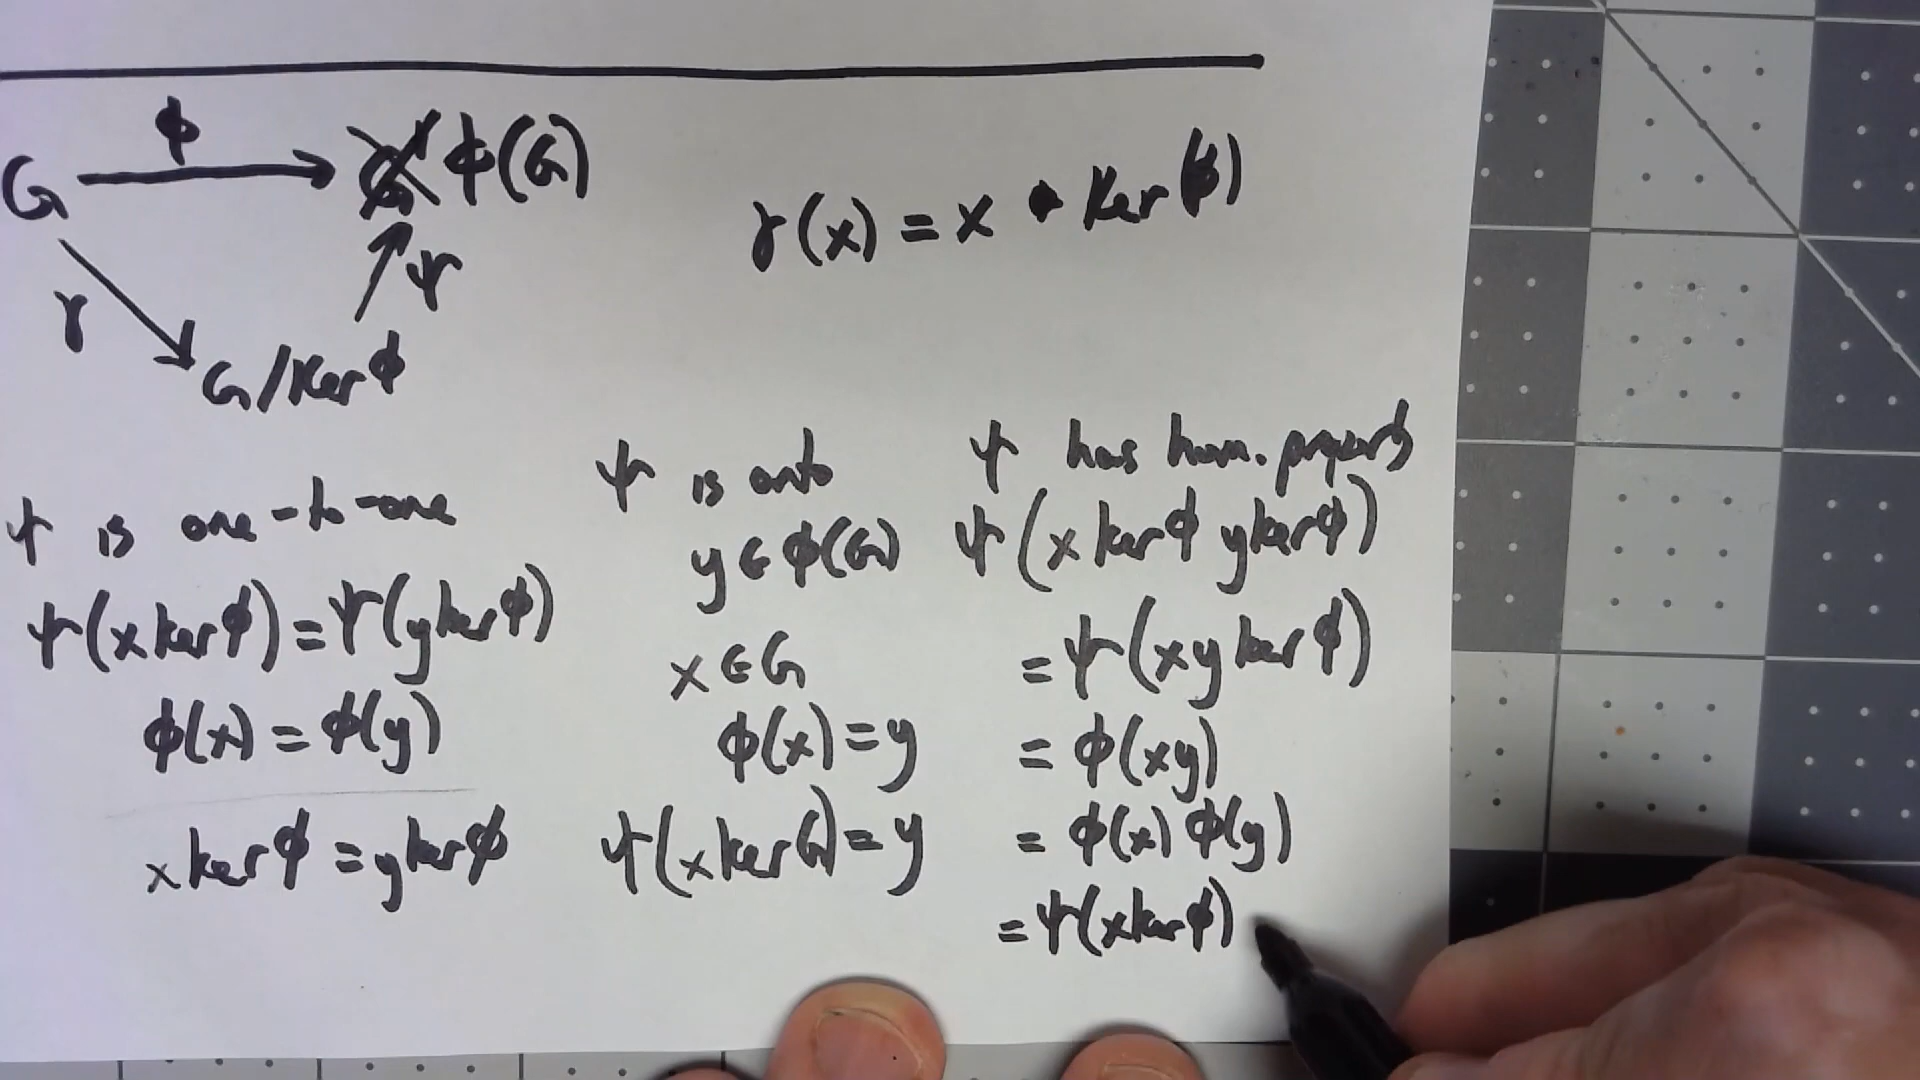 ϕ
G → ϕ(G)
γ(x) = x • Ker(ϕ)
γ
ψ
G/Ker ϕ
ψ is one-to-one
ψ(x ker ϕ) = ψ(y ker ϕ)
ϕ(x) = ϕ(y)
x ker ϕ = y ker ϕ
ψ is onto
y ∈ ϕ(G)
x ∈ G
ϕ(x) = y
ψ(x ker G) = y
ψ has hom. property
ψ(x ker ϕ y ker ϕ)
= ψ(xy ker ϕ)
= ϕ(xy)
= ϕ(x) ϕ(y)
= ψ(x ker ϕ)